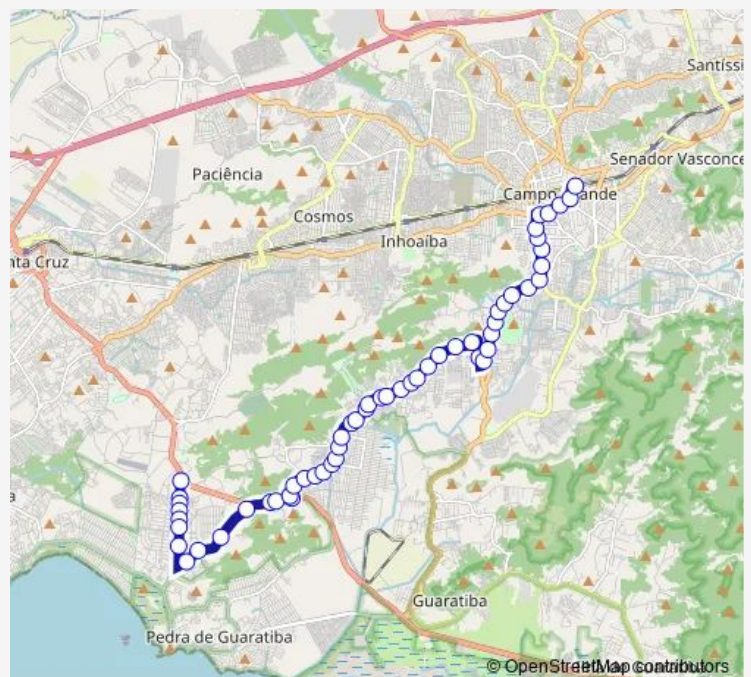 Santíssi
Senador Vasconce
Paciência
Campo Grande
Cosmos
Inhoaíba
nta Cruz
a
Guaratiba
Pedra de Guaratiba
© OpenStreetMap contributors